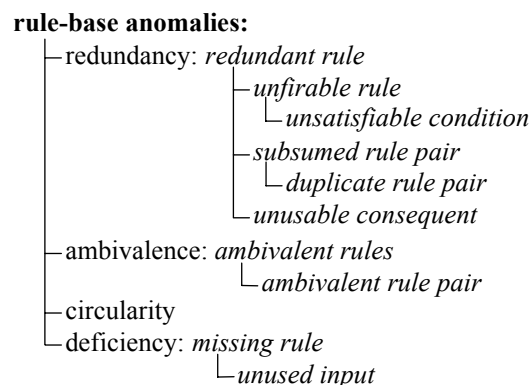 rule-base anomalies:
redundancy: redundant rule
unfirable rule
unsatisfiable condition
subsumed rule pair
duplicate rule pair
unusable consequent
ambivalence: ambivalent rules
ambivalent rule pair
circularity
deficiency: missing rule
unused input